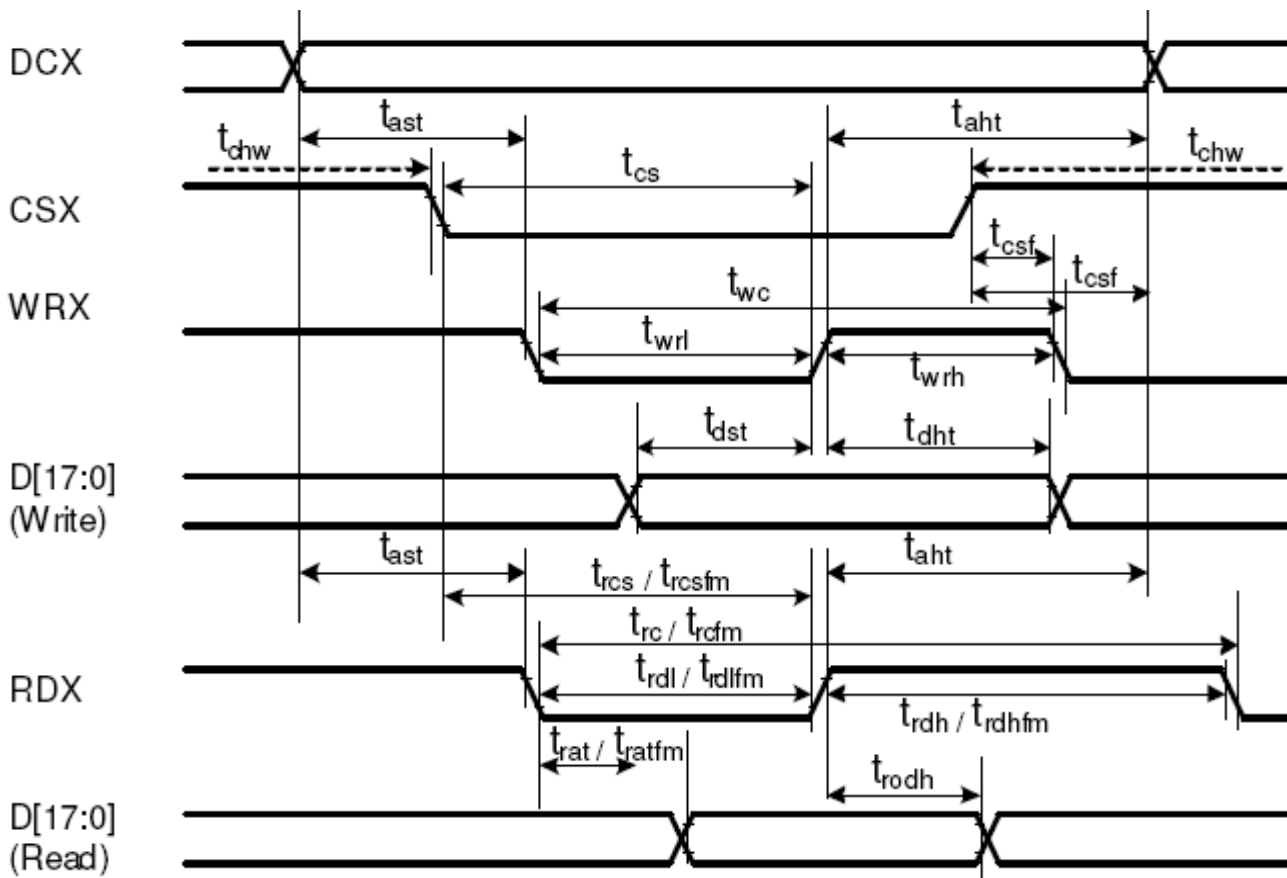 DCX
t_ast
t_aht
t_chw
t_chw
t_cs
CSX
t_csf
t_csf
t_wc
WRX
t_wrl
t_wrh
t_dst
t_dht
D[17:0]
(Write)
t_ast
t_aht
t_rcs / t_rcsfm
t_rc / t_rcfm
RDX
t_rdl / t_rdlfm
t_rdh / t_rdhfm
t_rat / t_ratfm
t_rodh
D[17:0]
(Read)